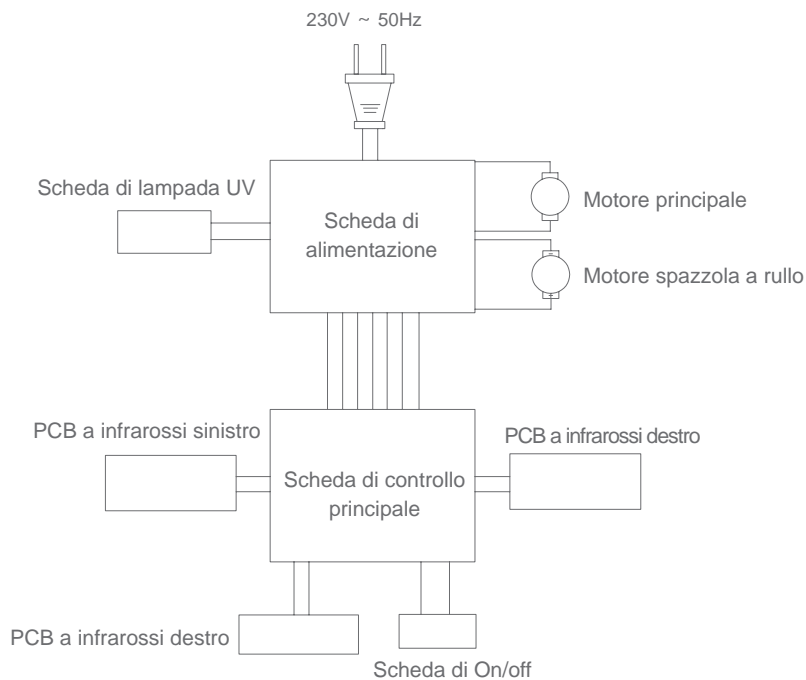 230V ~ 50Hz
Scheda di lampada UV
Scheda di
alimentazione
Motore principale
Motore spazzola a rullo
PCB a infrarossi sinistro
PCB a infrarossi destro
Scheda di controllo
principale
PCB a infrarossi destro
Scheda di On/off